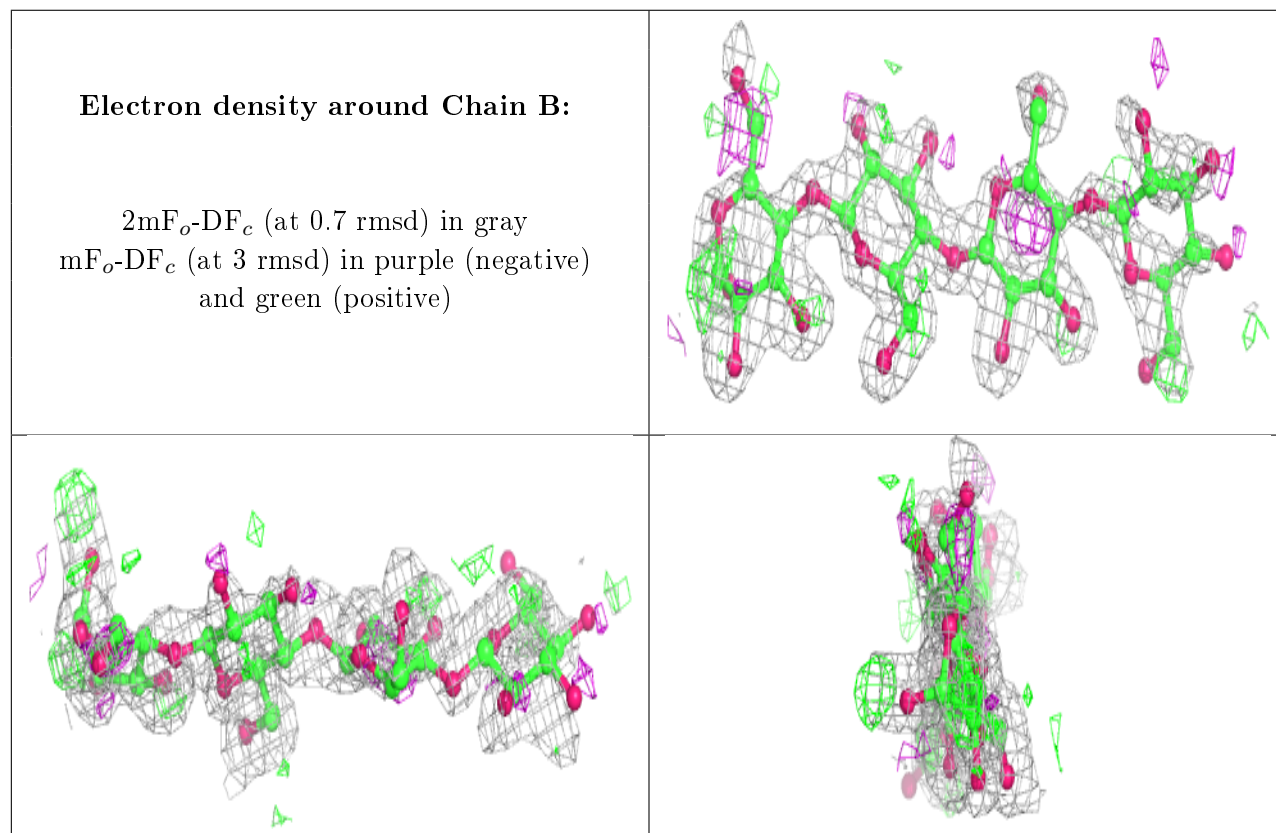 Electron density around Chain B:
2mFₒ-DF𝒸 (at 0.7 rmsd) in gray
mFₒ-DF𝒸 (at 3 rmsd) in purple (negative)
and green (positive)